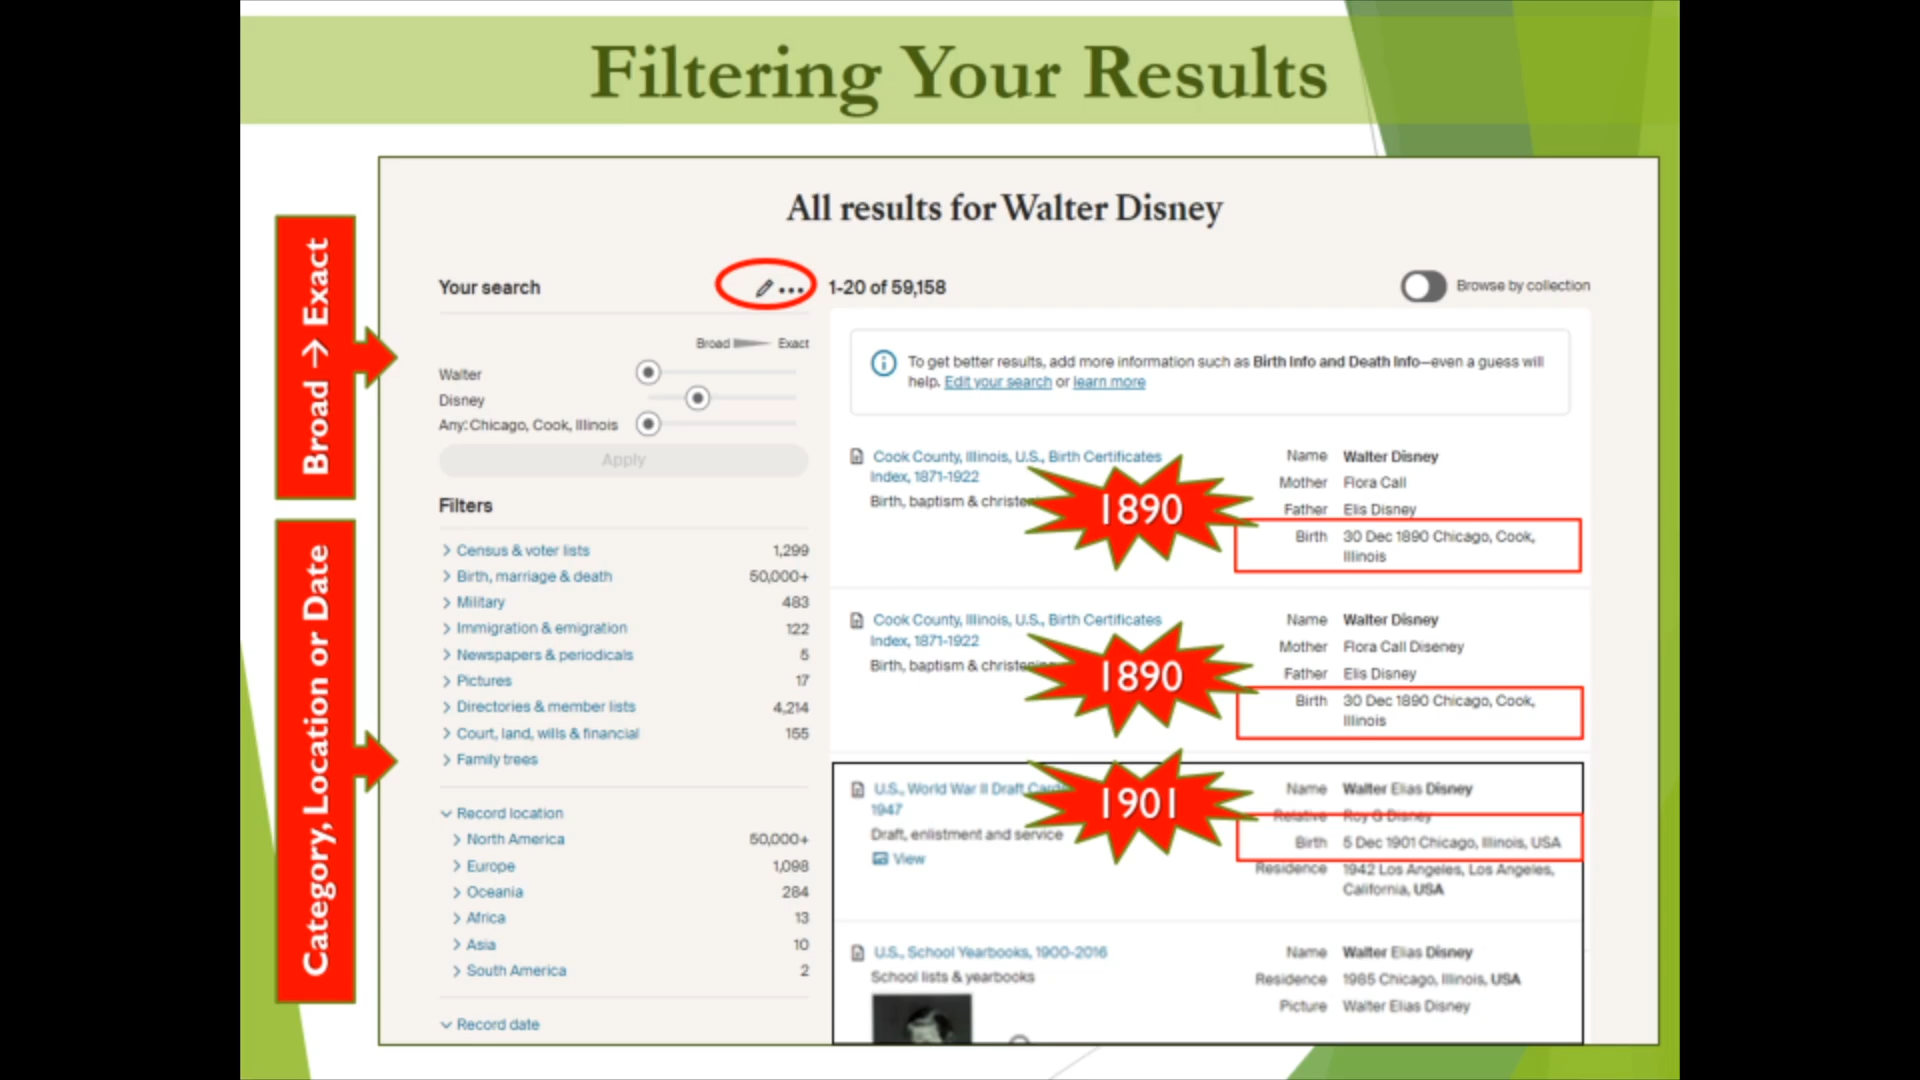 Filtering Your Results
Broad → Exact
Category, Location or Date
All results for Walter Disney
Your search
1-20 of 59,158
Browse by collection
Broad Exact
Walter
Disney
Any: Chicago, Cook, Illinois
Apply
Filters
Census & voter lists 1,299
Birth, marriage & death 50,000+
Military 483
Immigration & emigration 122
Newspapers & periodicals 5
Pictures 17
Directories & member lists 4,214
Court, land, wills & financial 155
Family trees
Record location
North America 50,000+
Europe 1,098
Oceania 284
Africa 13
Asia 10
South America 2
Record date
To get better results, add more information such as Birth Info and Death Info—even a guess will
help. Edit your search or learn more
Cook County, Illinois, U.S., Birth Certificates
Index, 1871-1922
Birth, baptism &
1890
Name Walter Disney
Mother Flora Call
Father Elis Disney
Birth 30 Dec 1890 Chicago, Cook,
Illinois
Cook County, Illinois, U.S., Birth Certificates
Index, 1871-1922
Birth, baptism &
1890
Name Walter Disney
Mother Flora Call Diseney
Father Elis Disney
Birth 30 Dec 1890 Chicago, Cook,
Illinois
U.S., World War II Draft Cards
1947
Draft, enlistment and service
View
1901
Name Walter Elias Disney
Relative Roy G Disney
Birth 5 Dec 1901 Chicago, Illinois, USA
Residence 1942 Los Angeles, Los Angeles,
California, USA
U.S., School Yearbooks, 1900-2016
School lists & yearbooks
Name Walter Elias Disney
Residence 1985 Chicago, Illinois, USA
Picture Walter Elias Disney